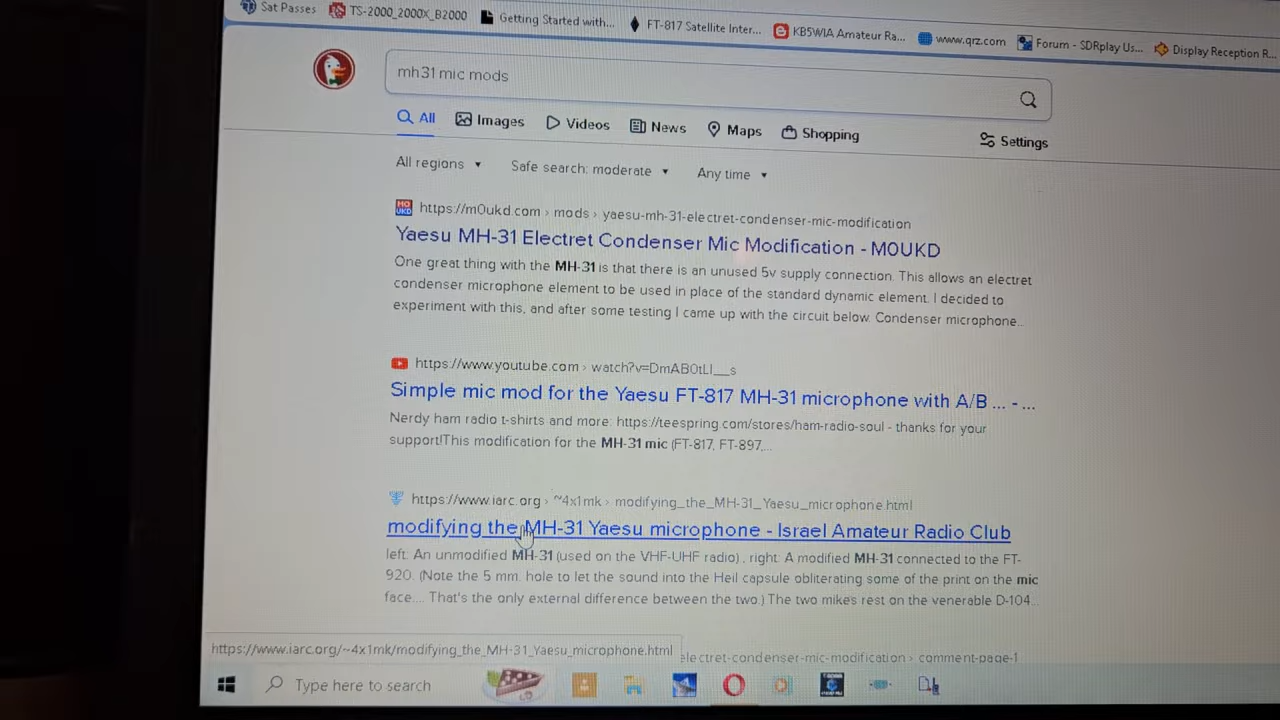 Sat Passes TS-2000_2000X_B2000 Getting Started with... FT-817 Satellite Inter... KB5WIA Amateur Ra... www.qrz.com Forum - SDRplay Us... Display Reception R...
mh31 mic mods
All Images Videos News Maps Shopping Settings
All regions Safe search: moderate Any time
MO
UKD
https://m0ukd.com › mods › yaesu-mh-31-electret-condenser-mic-modification
Yaesu MH-31 Electret Condenser Mic Modification - M0UKD
One great thing with the MH-31 is that there is an unused 5v supply connection. This allows an electret
condenser microphone element to be used in place of the standard dynamic element. I decided to
experiment with this, and after some testing I came up with the circuit below. Condenser microphone...
https://www.youtube.com › watch?v=DmAB0tLI___s
Simple mic mod for the Yaesu FT-817 MH-31 microphone with A/B ... - ...
Nerdy ham radio t-shirts and more: https://teespring.com/stores/ham-radio-soul - thanks for your
support!This modification for the MH-31 mic (FT-817, FT-897,...
https://www.iarc.org › ~4x1mk › modifying_the_MH-31_Yaesu_microphone.html
modifying the MH-31 Yaesu microphone - Israel Amateur Radio Club
left: An unmodified MH-31 (used on the VHF-UHF radio), right: A modified MH-31 connected to the FT-
920. (Note the 5 mm. hole to let the sound into the Heil capsule obliterating some of the print on the mic
face.... That's the only external difference between the two.) The two mikes rest on the venerable D-104...
https://www.iarc.org/~4x1mk/modifying_the_MH-31_Yaesu_microphone.html
electret-condenser-mic-modification › comment-page-1
Type here to search